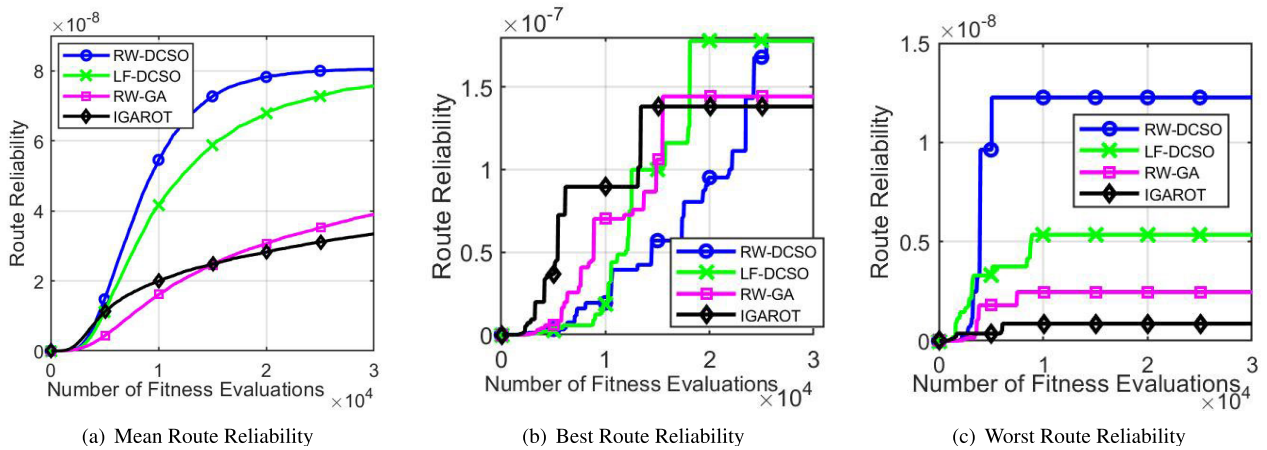 ×10-8
8
6
4
2
0
0
1
2
3
Route Reliability
RW-DCSO
LF-DCSO
RW-GA
IGAROT
Number of Fitness Evaluations
×104
(a) Mean Route Reliability
×10-7
1.5
1
0.5
0
0
1
2
3
Route Reliability
RW-DCSO
LF-DCSO
RW-GA
IGAROT
Number of Fitness Evaluations
×104
(b) Best Route Reliability
×10-8
1.5
1
0.5
0
0
1
2
3
Route Reliability
RW-DCSO
LF-DCSO
RW-GA
IGAROT
Number of Fitness Evaluations
×104
(c) Worst Route Reliability